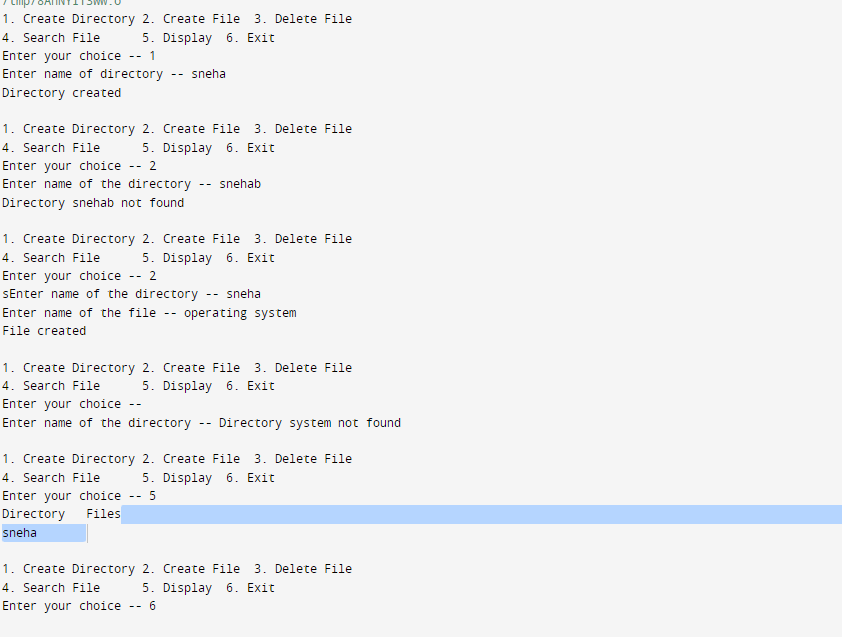 1. Create Directory 2. Create File  3. Delete File
4. Search File      5. Display  6. Exit
Enter your choice -- 1
Enter name of directory -- sneha
Directory created
1. Create Directory 2. Create File  3. Delete File
4. Search File      5. Display  6. Exit
Enter your choice -- 2
Enter name of the directory -- snehab
Directory snehab not found
1. Create Directory 2. Create File  3. Delete File
4. Search File      5. Display  6. Exit
Enter your choice -- 2
sEnter name of the directory -- sneha
Enter name of the file -- operating system
File created
1. Create Directory 2. Create File  3. Delete File
4. Search File      5. Display  6. Exit
Enter your choice --
Enter name of the directory -- Directory system not found
1. Create Directory 2. Create File  3. Delete File
4. Search File      5. Display  6. Exit
Enter your choice -- 5
Directory   Files
sneha
1. Create Directory 2. Create File  3. Delete File
4. Search File      5. Display  6. Exit
Enter your choice -- 6